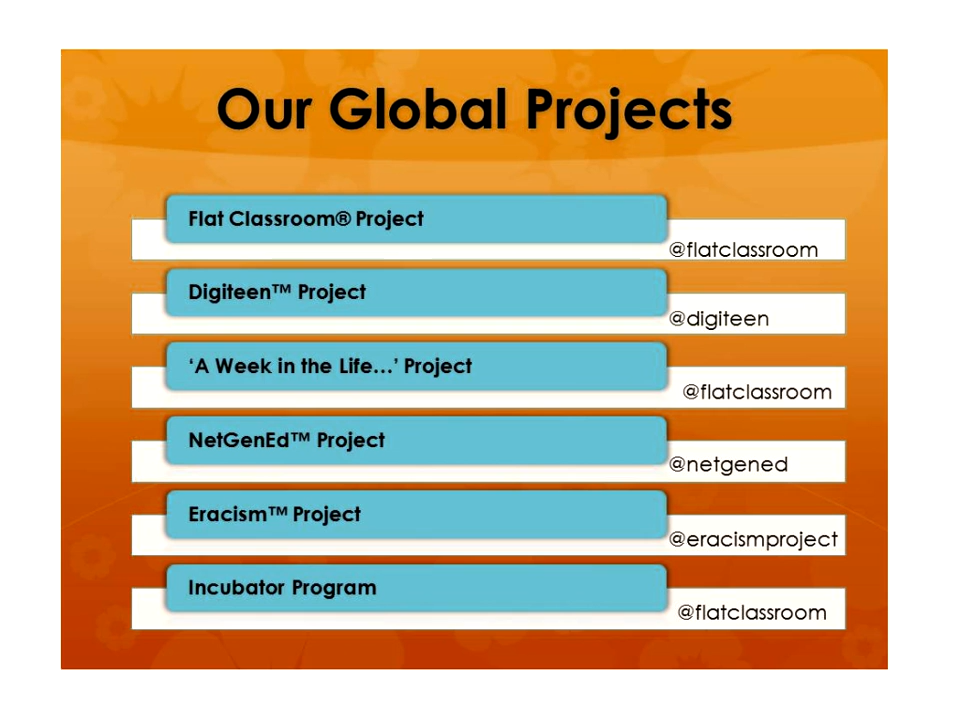 Our Global Projects
Flat Classroom® Project
@flatclassroom
Digiteen™ Project
@digiteen
‘A Week in the Life…’ Project
@flatclassroom
NetGenEd™ Project
@netgened
Eracism™ Project
@eracismproject
Incubator Program
@flatclassroom